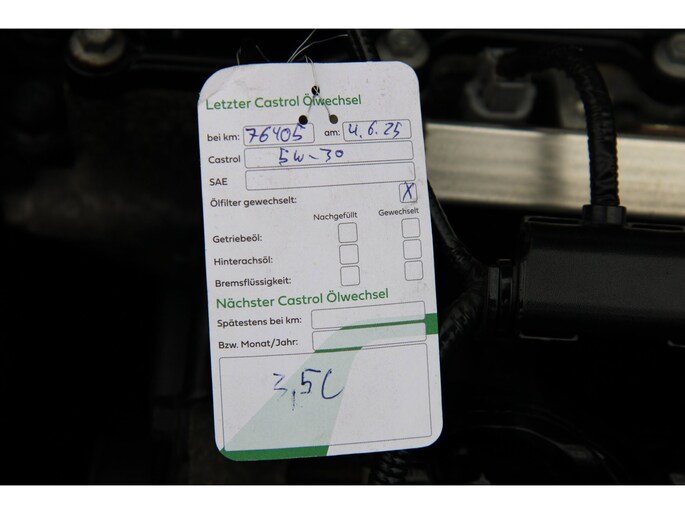 Letzter Castrol Ölwechsel
bei km: 76405 am: 4.6.25
Castrol 5w-30
SAE
Ölfilter gewechselt: X
Nachgefüllt Gewechselt
Getriebeöl:
Hinterachsöl:
Bremsflüssigkeit:
Nächster Castrol Ölwechsel
Spätestens bei km:
Bzw. Monat/Jahr:
3,5L